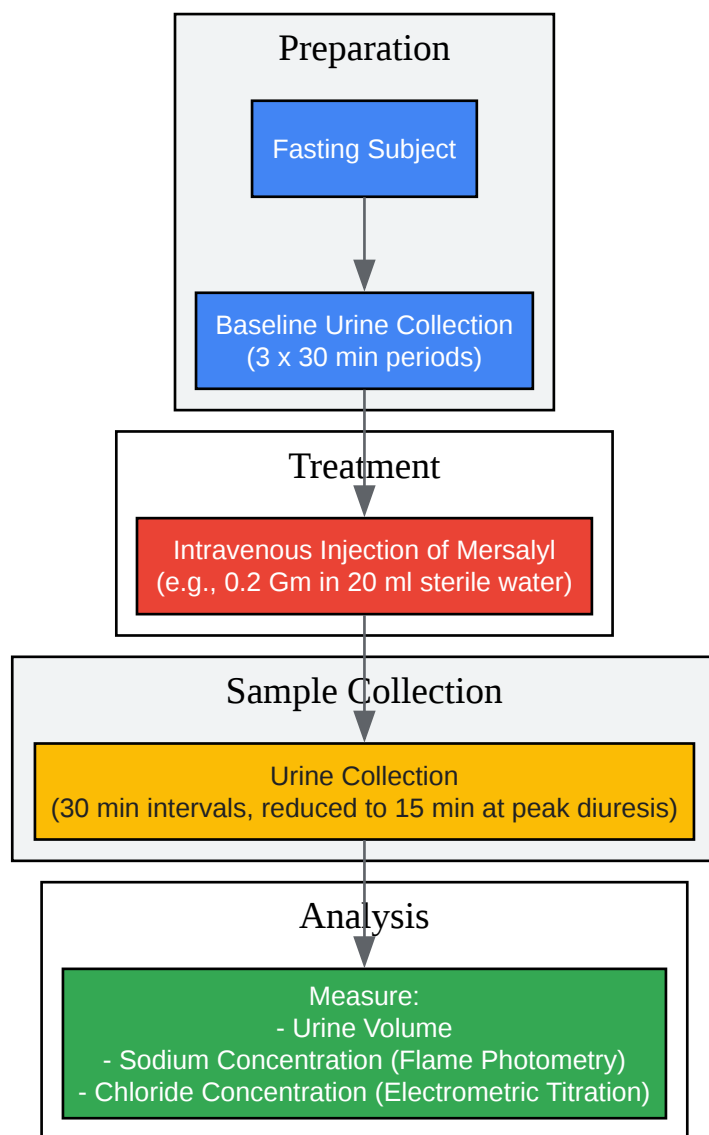 Preparation
Fasting Subject
Baseline Urine Collection
(3 x 30 min periods)
Treatment
Intravenous Injection of Mersalyl
(e.g., 0.2 Gm in 20 ml sterile water)
Sample Collection
Urine Collection
(30 min intervals, reduced to 15 min at peak diuresis)
Analysis
Measure:
- Urine Volume
- Sodium Concentration (Flame Photometry)
- Chloride Concentration (Electrometric Titration)